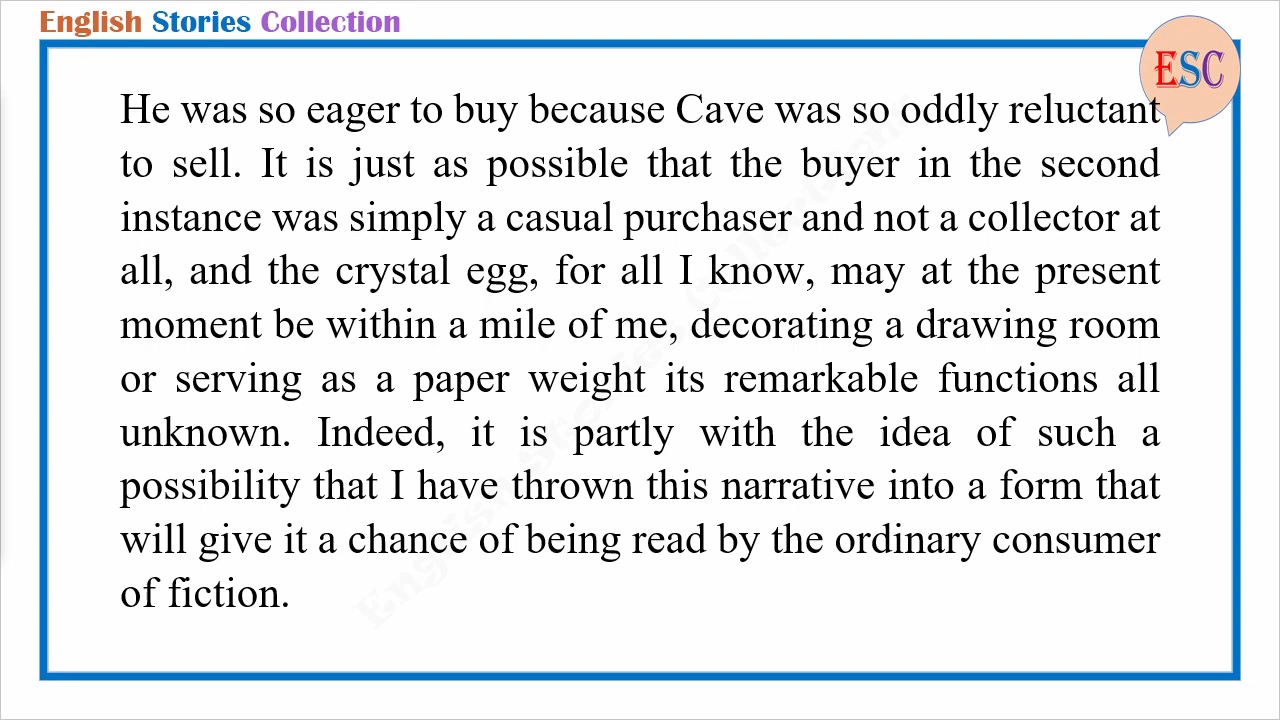 English Stories Collection
ESC
He was so eager to buy because Cave was so oddly reluctant
to sell. It is just as possible that the buyer in the second
instance was simply a casual purchaser and not a collector at
all, and the crystal egg, for all I know, may at the present
moment be within a mile of me, decorating a drawing room
or serving as a paper weight its remarkable functions all
unknown. Indeed, it is partly with the idea of such a
possibility that I have thrown this narrative into a form that
will give it a chance of being read by the ordinary consumer
of fiction.
English Stories Collection